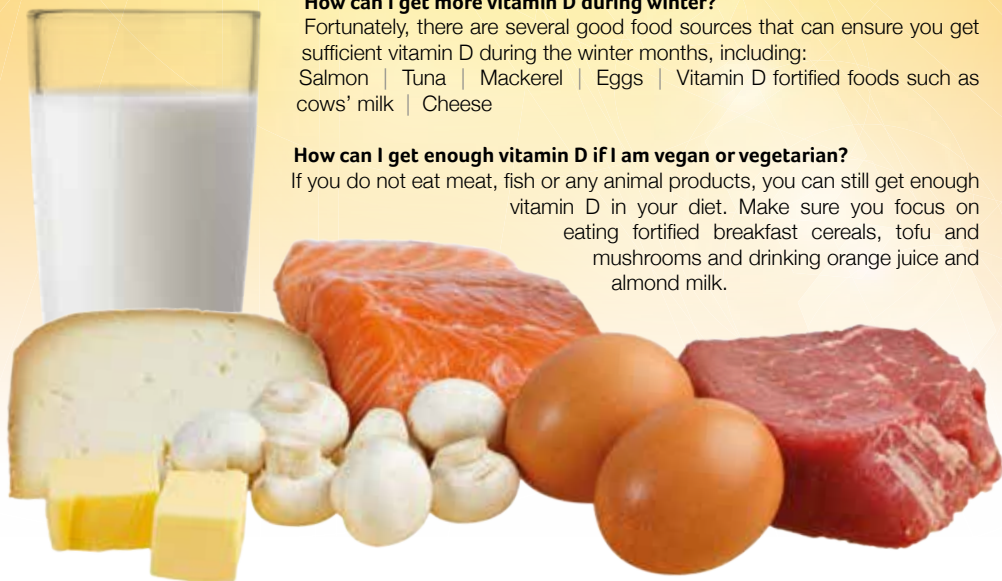 How can I get more vitamin D during winter?
Fortunately, there are several good food sources that can ensure you get
sufficient vitamin D during the winter months, including:
Salmon | Tuna | Mackerel | Eggs | Vitamin D fortified foods such as
cows’ milk | Cheese
How can I get enough vitamin D if I am vegan or vegetarian?
If you do not eat meat, fish or any animal products, you can still get enough
vitamin D in your diet. Make sure you focus on
eating fortified breakfast cereals, tofu and
mushrooms and drinking orange juice and
almond milk.